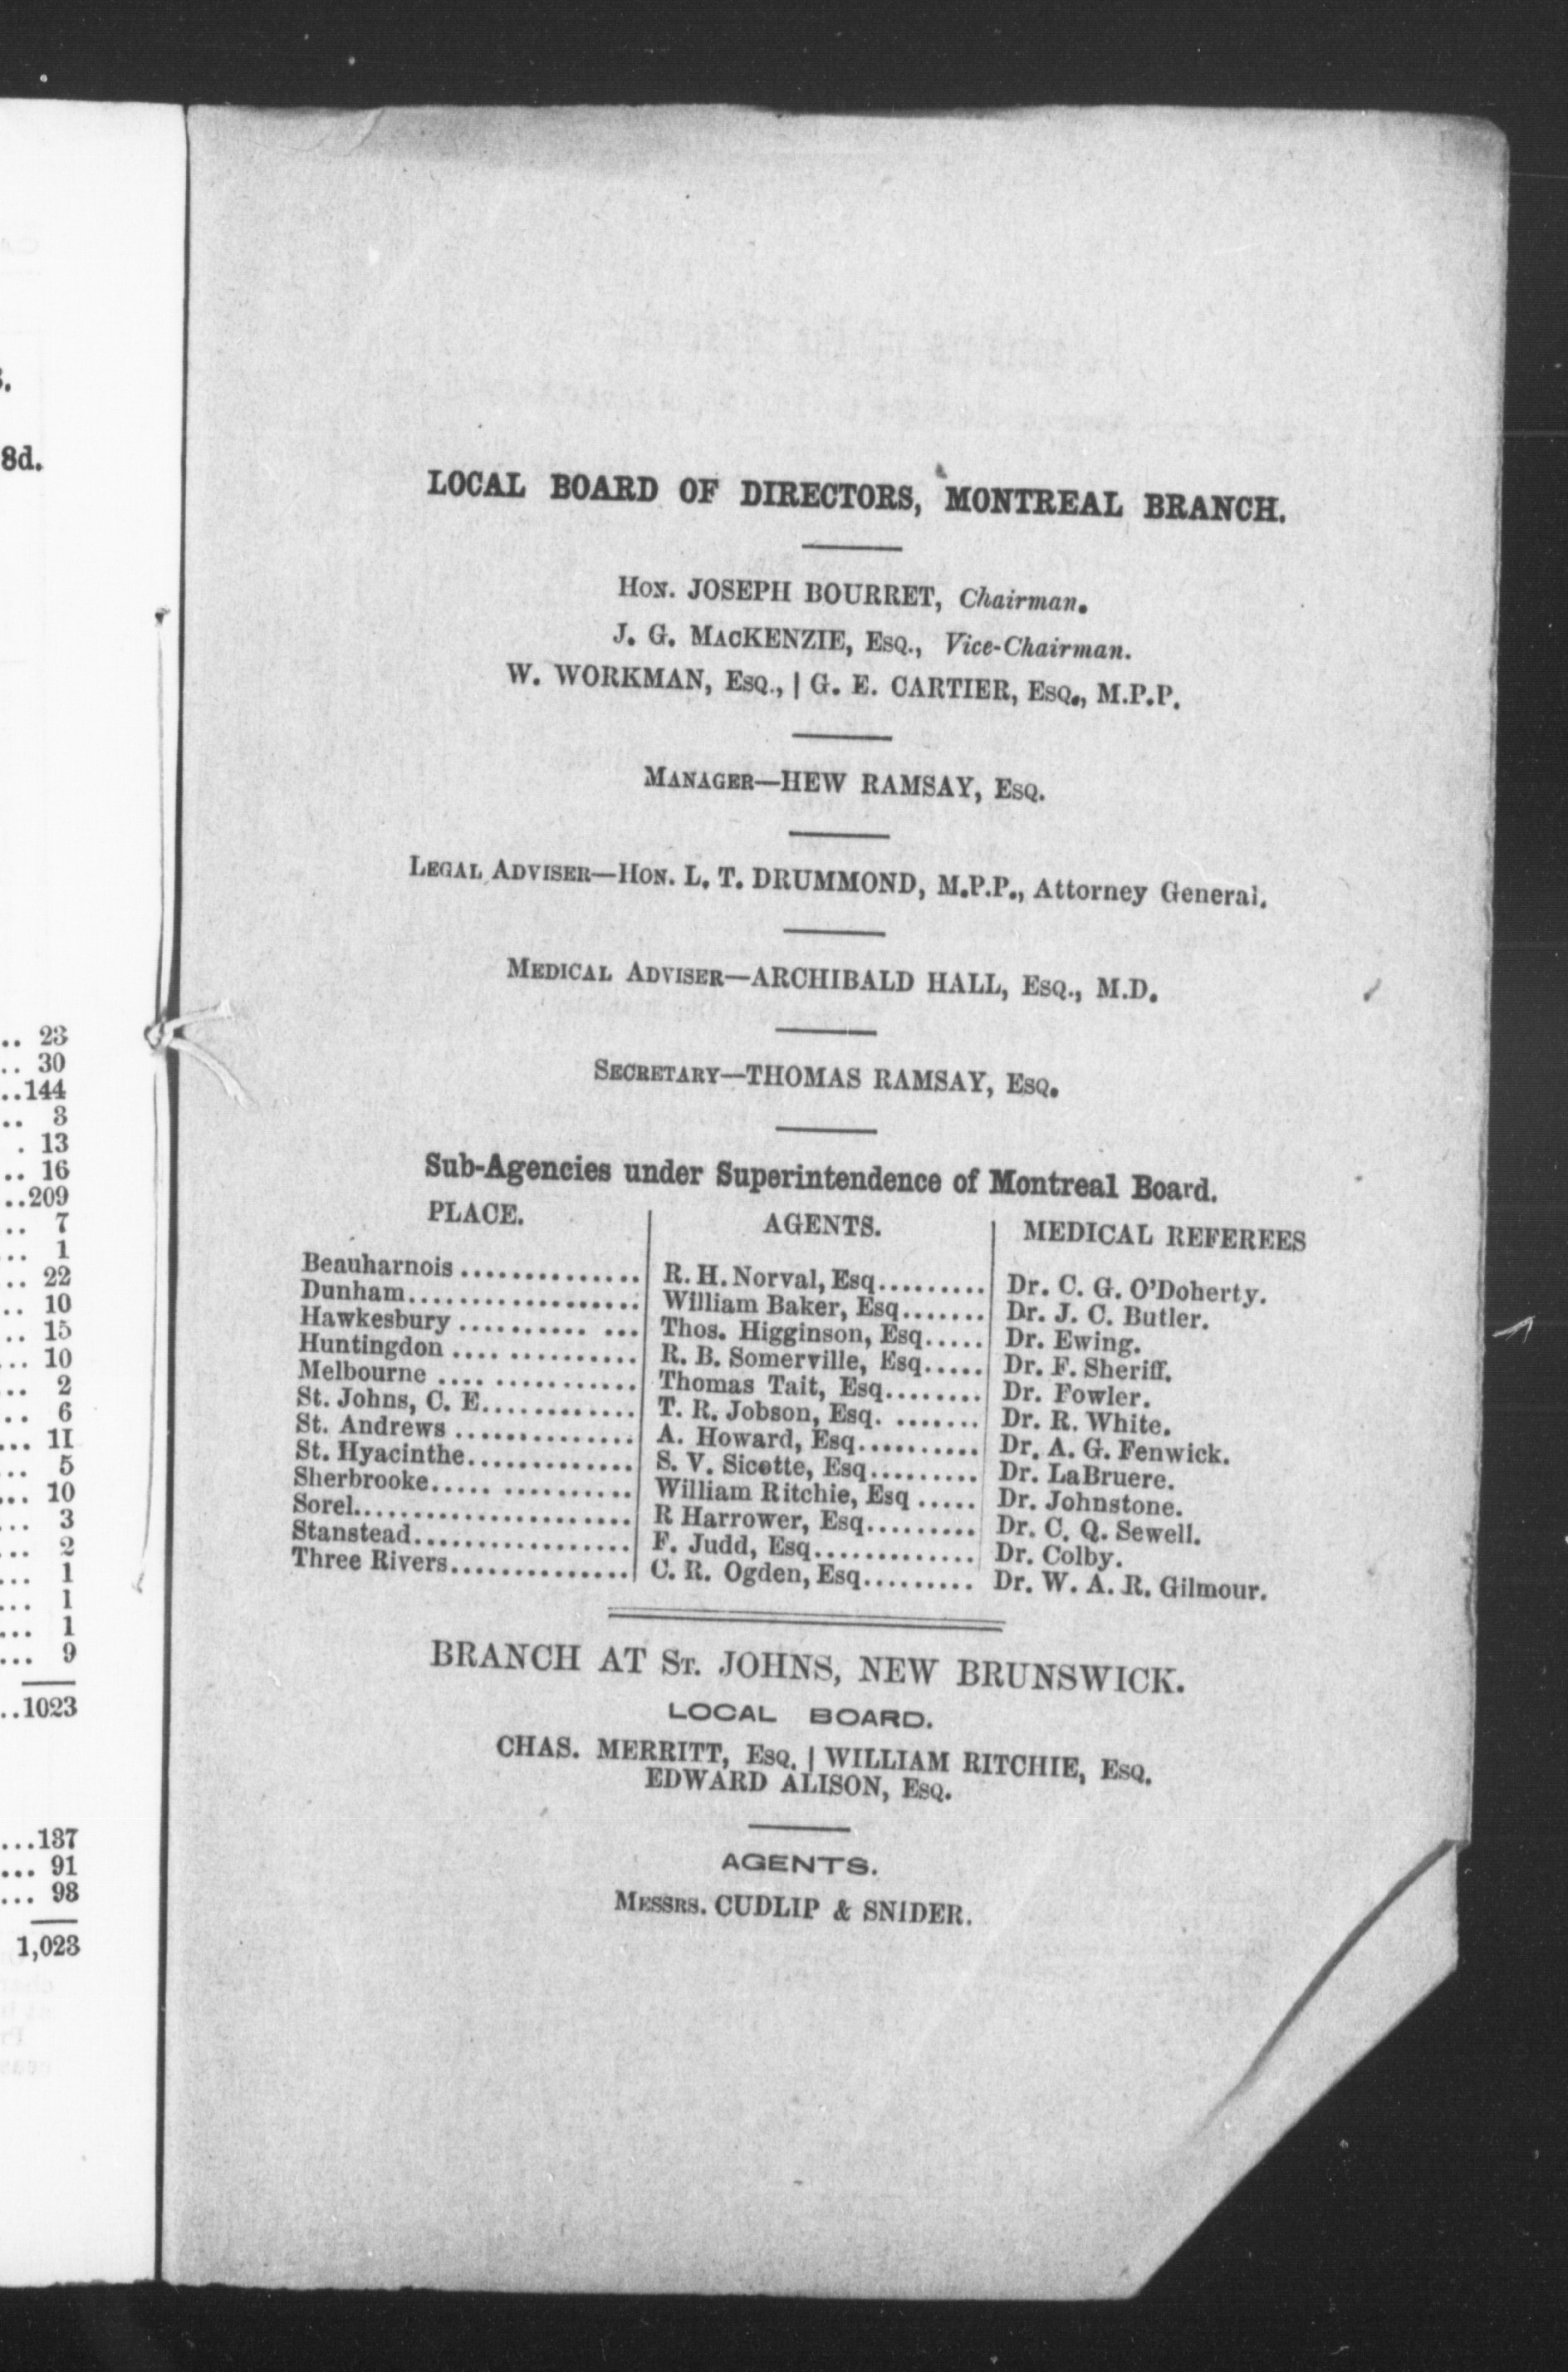 8d.
.. 23
.. 30
..144
.. 3
. 13
.. 16
..209
.. 7
... 1
.. 22
.. 10
.. 15
... 10
... 2
.. 6
... 11
... 5
... 10
... 3
... 2
... 1
... 1
... 1
... 9
..1023
...137
... 91
... 98
1,023
LOCAL BOARD OF DIRECTORS, MONTREAL BRANCH.
HON. JOSEPH BOURRET, Chairman.
J. G. MACKENZIE, ESQ., Vice-Chairman.
W. WORKMAN, ESQ., | G. E. CARTIER, ESQ., M.P.P.
MANAGER—HEW RAMSAY, ESQ.
LEGAL ADVISER—HON. L. T. DRUMMOND, M.P.P., Attorney General.
MEDICAL ADVISER—ARCHIBALD HALL, ESQ., M.D.
SECRETARY—THOMAS RAMSAY, ESQ.
Sub-Agencies under Superintendence of Montreal Board.
PLACE. AGENTS. MEDICAL REFEREES
Beauharnois .............. R. H. Norval, Esq......... Dr. C. G. O'Doherty.
Dunham.................. William Baker, Esq....... Dr. J. C. Butler.
Hawkesbury .......... ... Thos. Higginson, Esq..... Dr. Ewing.
Huntingdon .... .......... R. B. Somerville, Esq..... Dr. F. Sheriff.
Melbourne .... ........... Thomas Tait, Esq........ Dr. Fowler.
St. Johns, C. E............ T. R. Jobson, Esq. ....... Dr. R. White.
St. Andrews .............. A. Howard, Esq.......... Dr. A. G. Fenwick.
St. Hyacinthe............. S. V. Sicotte, Esq......... Dr. LaBruere.
Sherbrooke..... .......... William Ritchie, Esq ..... Dr. Johnstone.
Sorel...................... R Harrower, Esq......... Dr. C. Q. Sewell.
Stanstead................. F. Judd, Esq............. Dr. Colby.
Three Rivers.............. C. R. Ogden, Esq......... Dr. W. A. R. Gilmour.
BRANCH AT ST. JOHNS, NEW BRUNSWICK.
LOCAL BOARD.
CHAS. MERRITT, ESQ. | WILLIAM RITCHIE, ESQ.
EDWARD ALISON, ESQ.
AGENTS.
MESSRS. CUDLIP & SNIDER.